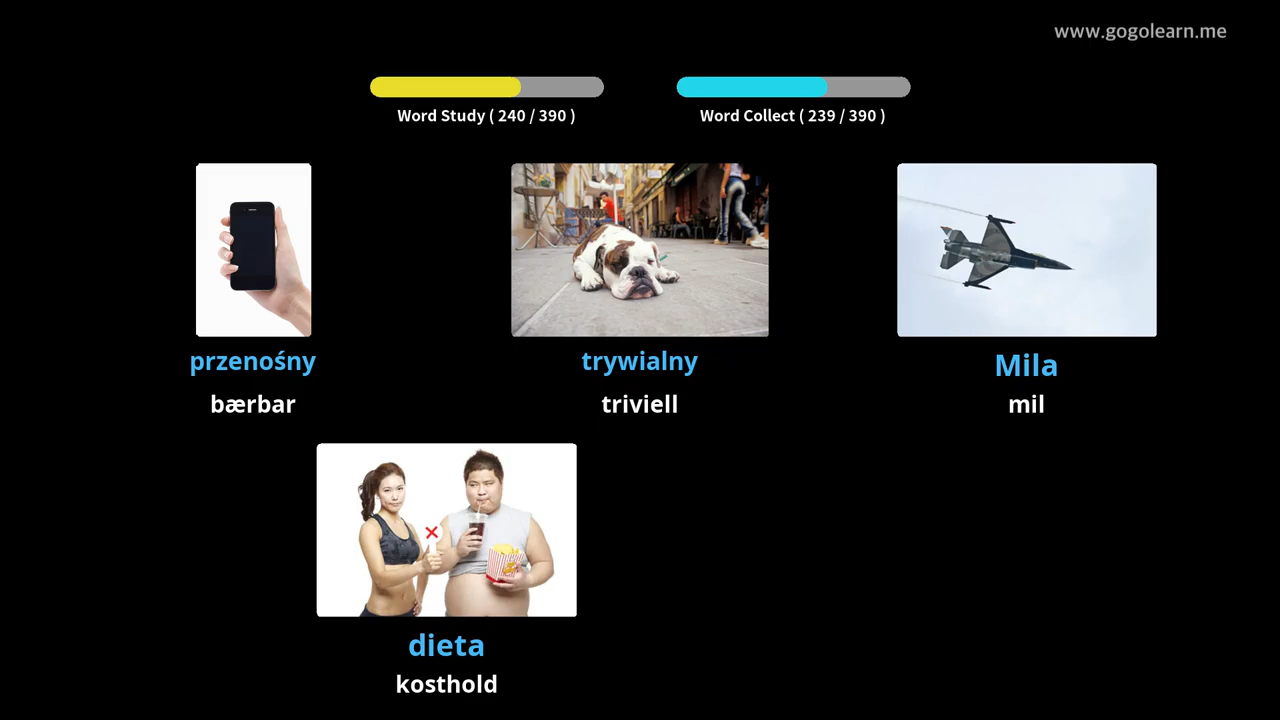 www.gogolearn.me
Word Study ( 240 / 390 )
Word Collect ( 239 / 390 )
przenośny
trywialny
Mila
bærbar
triviell
mil
dieta
kosthold